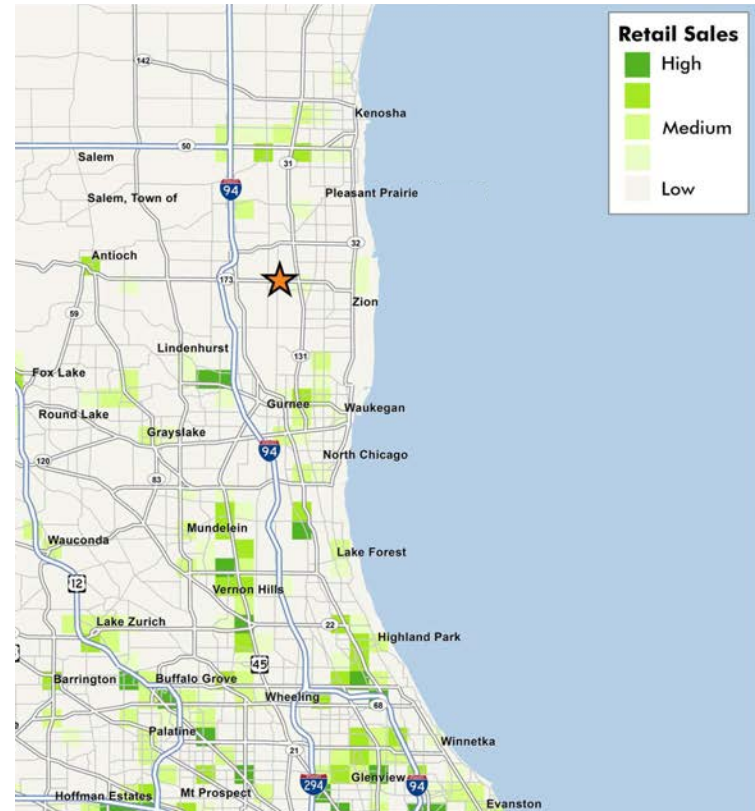 Retail Sales
High
Medium
Low
142
Kenosha
50
Salem
31
94
Pleasant Prairie
Salem, Town of
32
Antioch
173
Zion
59
Lindenhurst
131
Fox Lake
Gurnee
Waukegan
Round Lake
Grayslake
94
North Chicago
120
83
Mundelein
Wauconda
Lake Forest
12
Vernon Hills
Lake Zurich
22
Highland Park
45
Barrington
Buffalo Grove
Wheeling
68
Palatine
Winnetka
21
Glenview
294
94
Hoffman Estates
Mt Prospect
Evanston